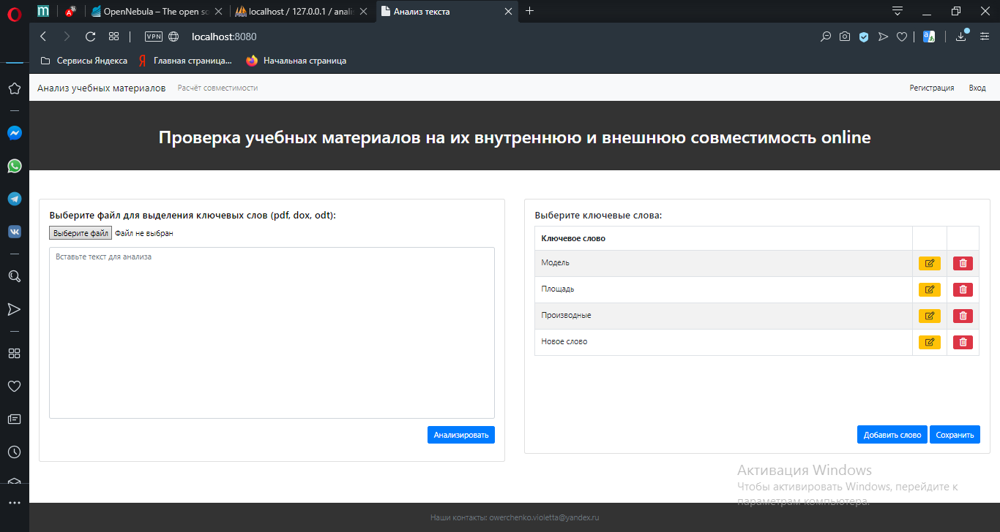 OpenNebula – The open so
localhost / 127.0.0.1 / anali
Анализ текста
VPN
localhost:8080
Сервисы Яндекса
Главная страница...
Начальная страница
Анализ учебных материалов
Расчёт совместимости
Регистрация
Вход
Проверка учебных материалов на их внутреннюю и внешнюю совместимость online
Выберите файл для выделения ключевых слов (pdf, dox, odt):
Выберите файл
Файл не выбран
Вставьте текст для анализа
Анализировать
Выберите ключевые слова:
Ключевое слово
Модель
Площадь
Производные
Новое слово
Добавить слово
Сохранить
Активация Windows
Чтобы активировать Windows, перейдите к
параметрам компьютера.
Наши контакты: owerchenko.violetta@yandex.ru